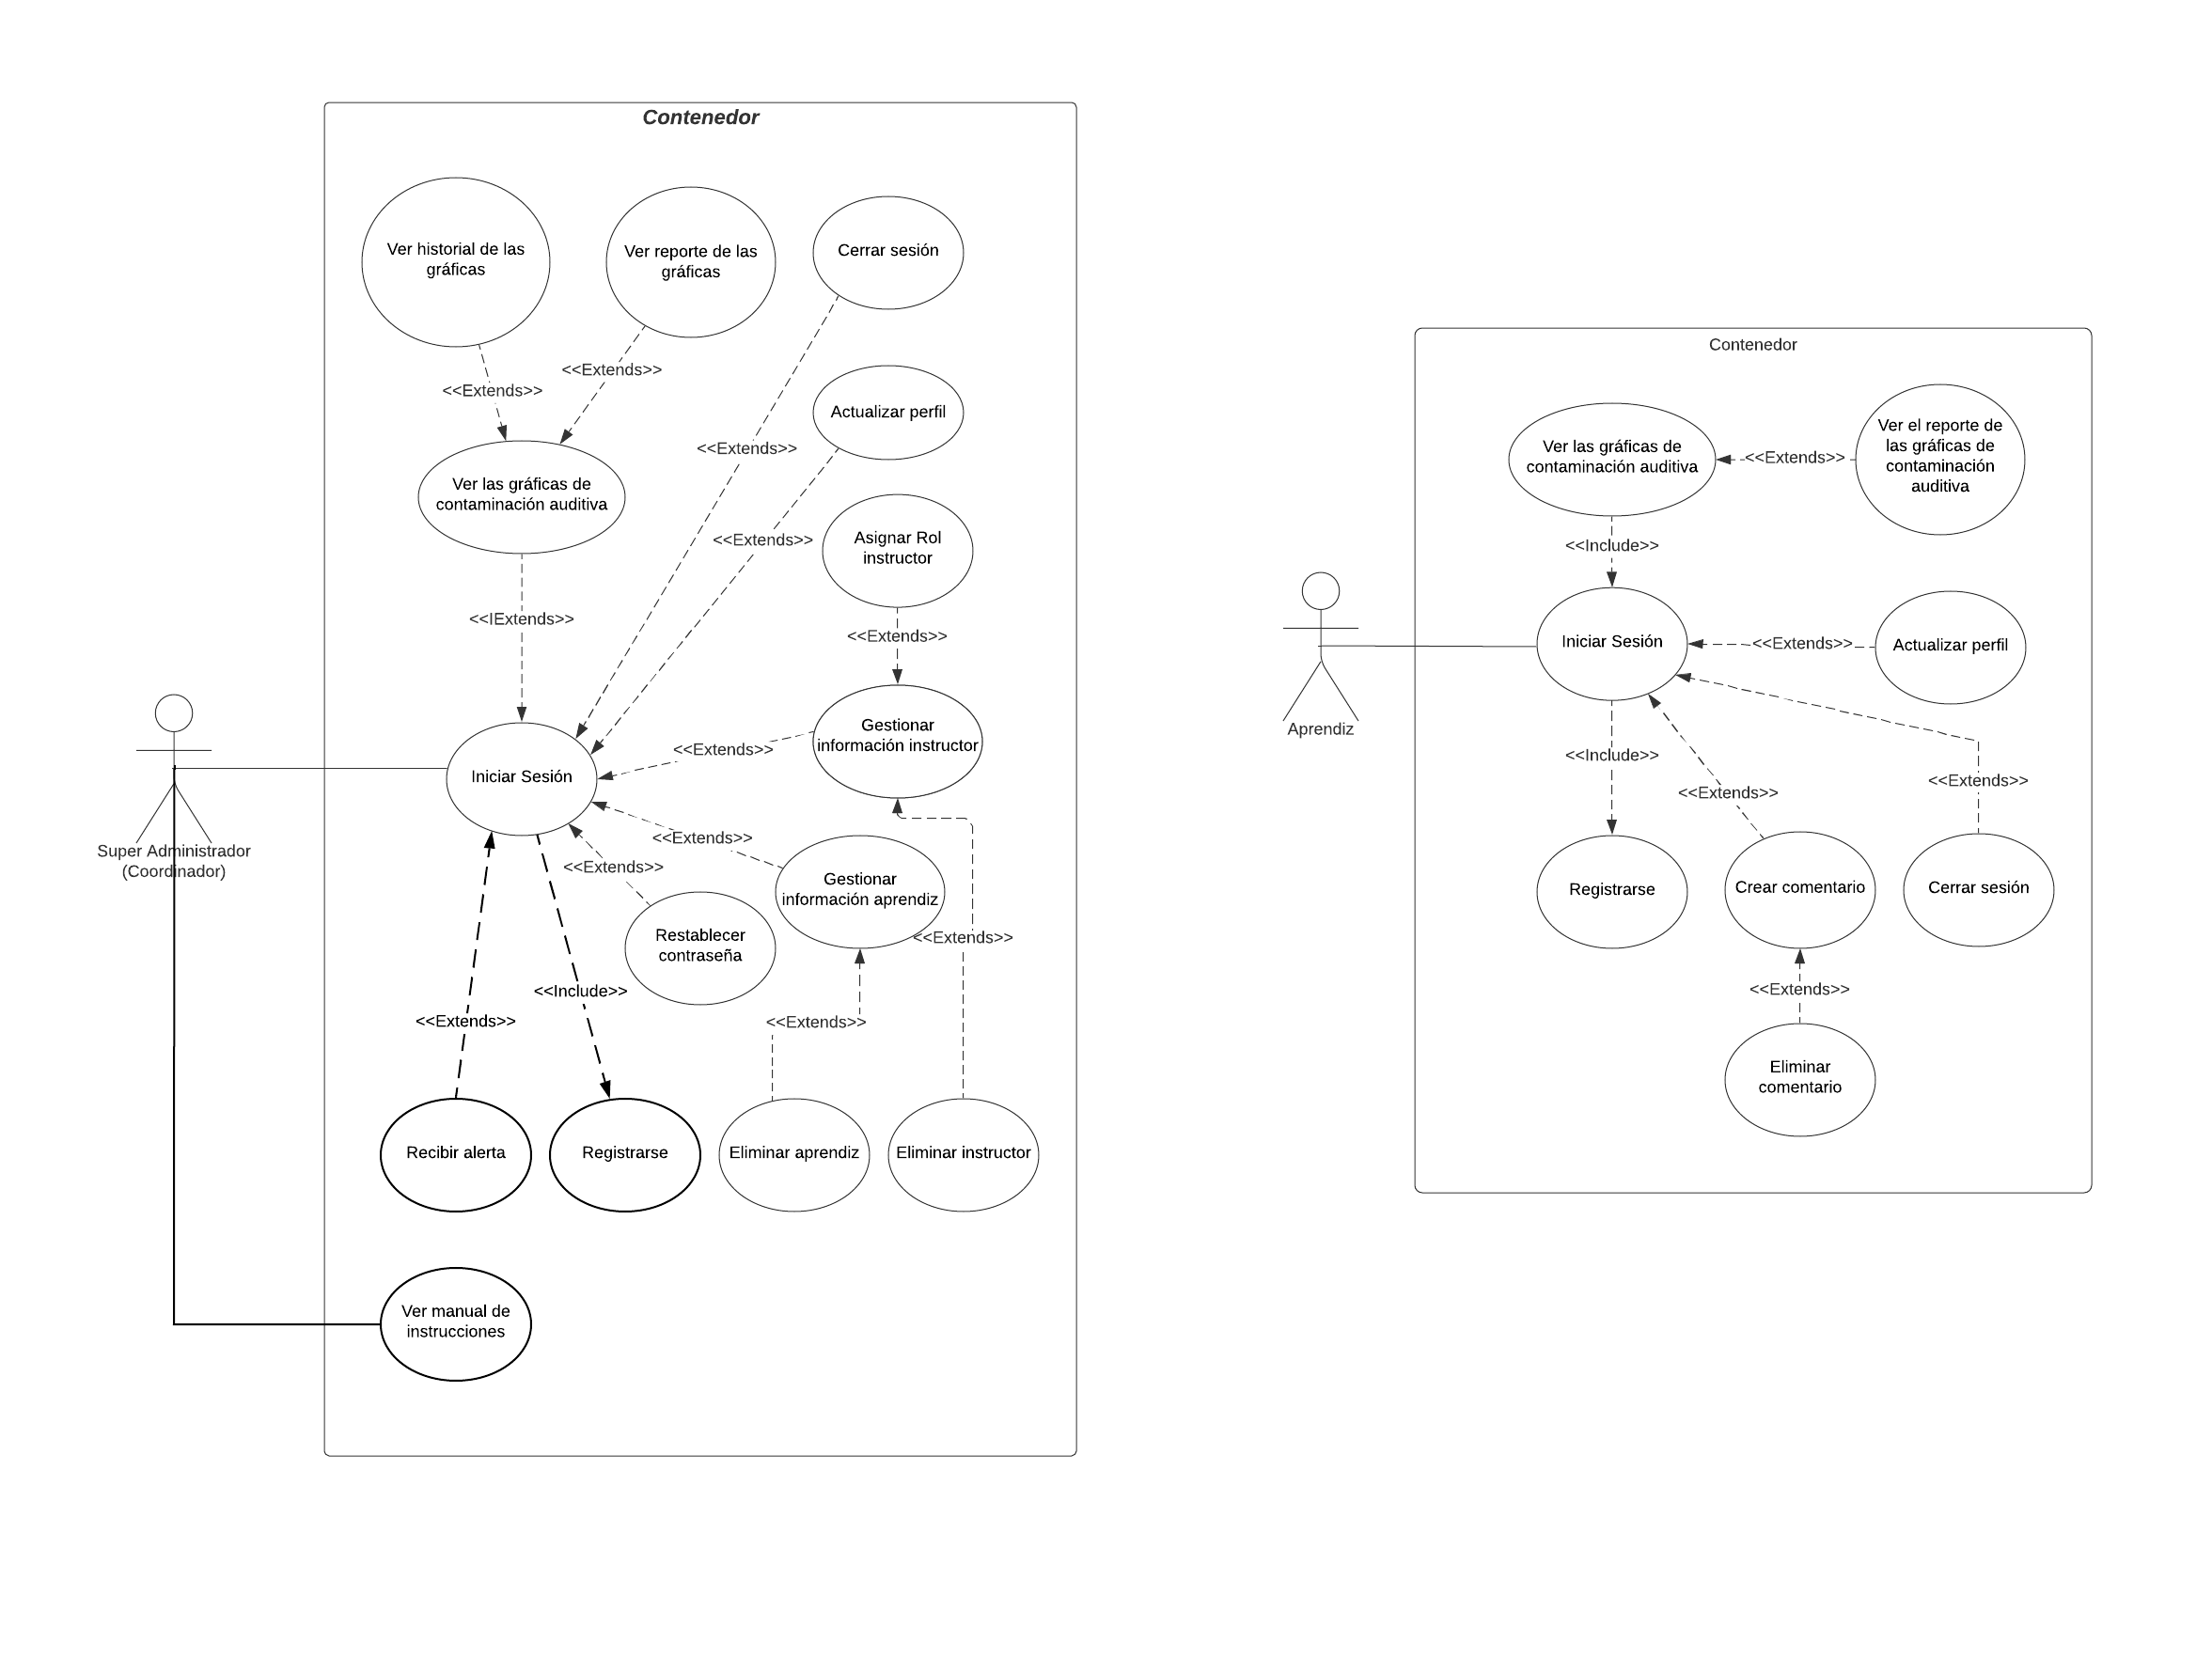 Contenedor
Ver historial de las
gráficas
Ver reporte de las
gráficas
Cerrar sesión
<<Extends>>
<<Extends>>
Actualizar perfil
<<Extends>>
Ver las gráficas de
contaminación auditiva
<<Extends>>
Asignar Rol
instructor
<<IExtends>>
<<Extends>>
Gestionar
información instructor
<<Extends>>
Iniciar Sesión
Super Administrador
(Coordinador)
<<Extends>>
<<Extends>>
Gestionar
información aprendiz
Restablecer
contraseña
<<Extends>>
<<Include>>
<<Extends>>
<<Extends>>
Recibir alerta
Registrarse
Eliminar aprendiz
Eliminar instructor
Ver manual de
instrucciones
Contenedor
Ver las gráficas de
contaminación auditiva
<<Extends>>
Ver el reporte de
las gráficas de
contaminación
auditiva
<<Include>>
Iniciar Sesión
<<Extends>>
Actualizar perfil
Aprendiz
<<Include>>
<<Extends>>
<<Extends>>
Registrarse
Crear comentario
Cerrar sesión
<<Extends>>
Eliminar
comentario